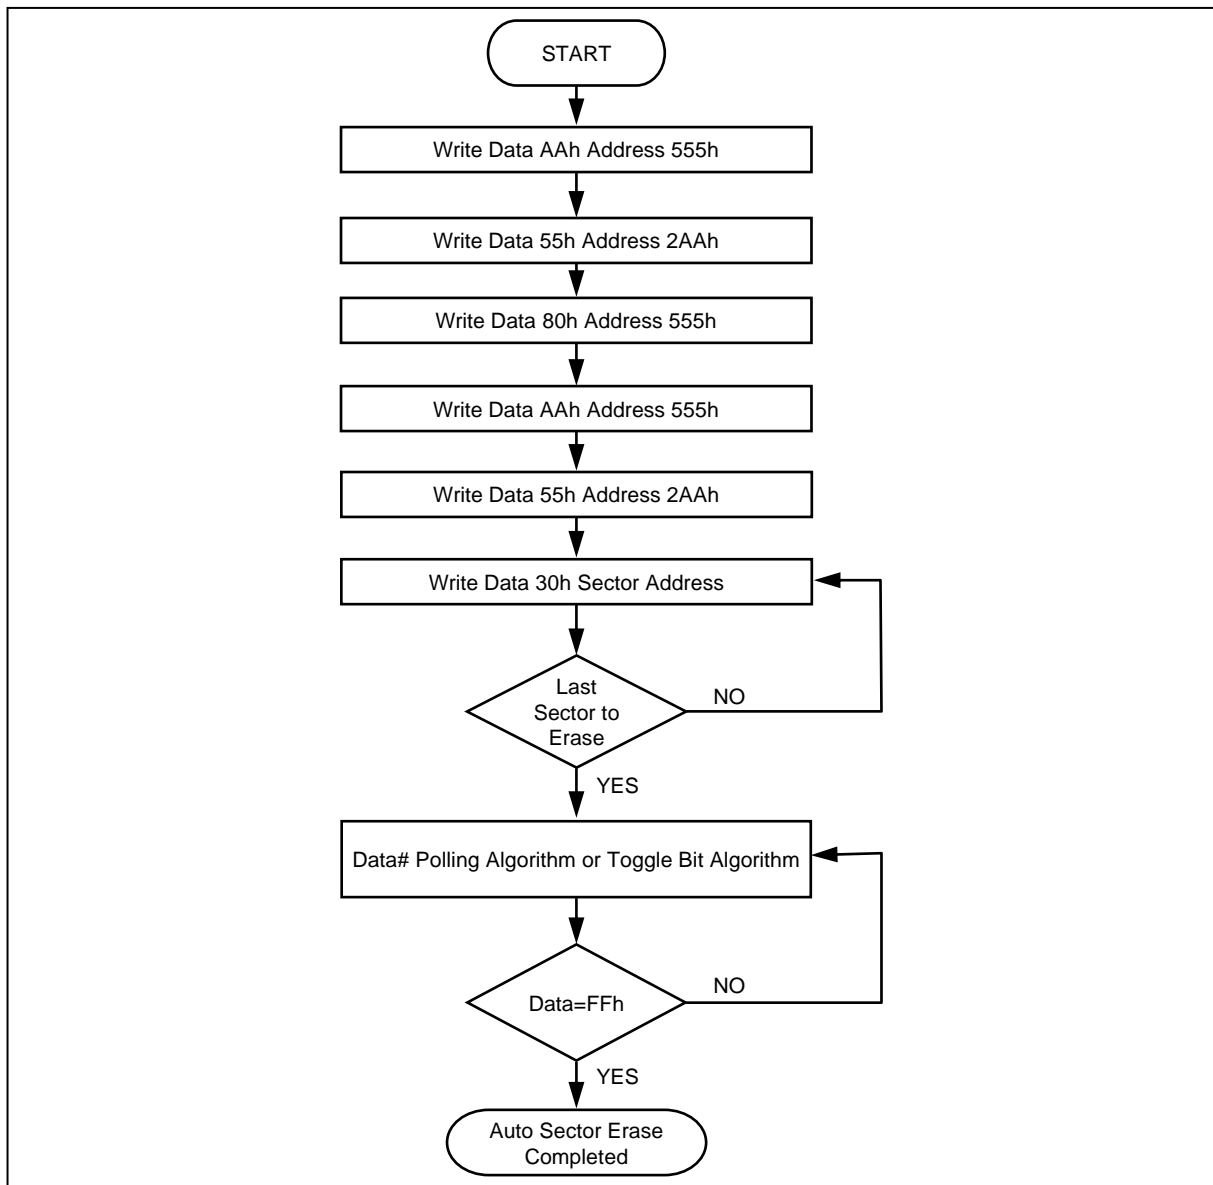 START
Write Data AAh Address 555h
Write Data 55h Address 2AAh
Write Data 80h Address 555h
Write Data AAh Address 555h
Write Data 55h Address 2AAh
Write Data 30h Sector Address
Last
Sector to
Erase
NO
YES
Data# Polling Algorithm or Toggle Bit Algorithm
Data=FFh
NO
YES
Auto Sector Erase
Completed